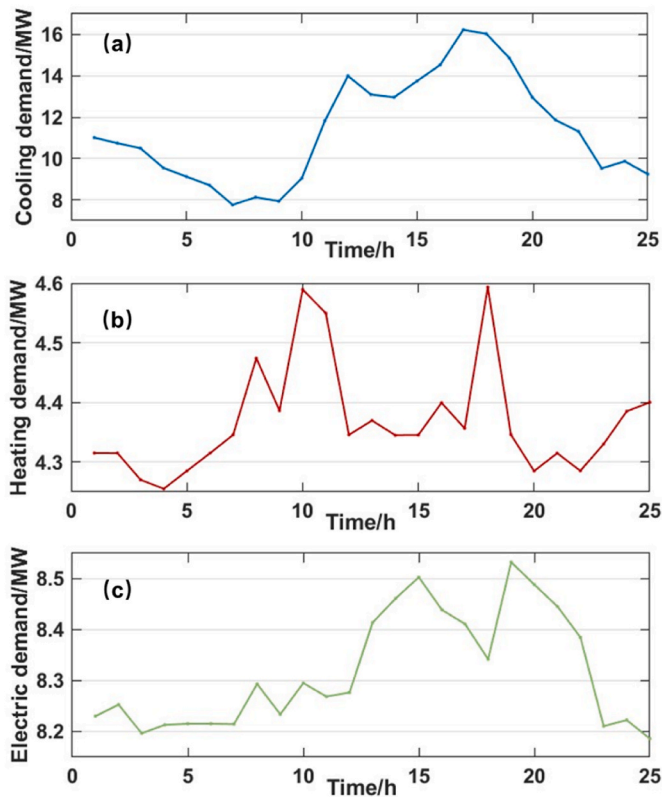 (a)
Cooling demand/MW
16
14
12
10
8
0 5 10 15 20 25
Time/h
(b)
Heating demand/MW
4.6
4.5
4.4
4.3
0 5 10 15 20 25
Time/h
(c)
Electric demand/MW
8.5
8.4
8.3
8.2
0 5 10 15 20 25
Time/h